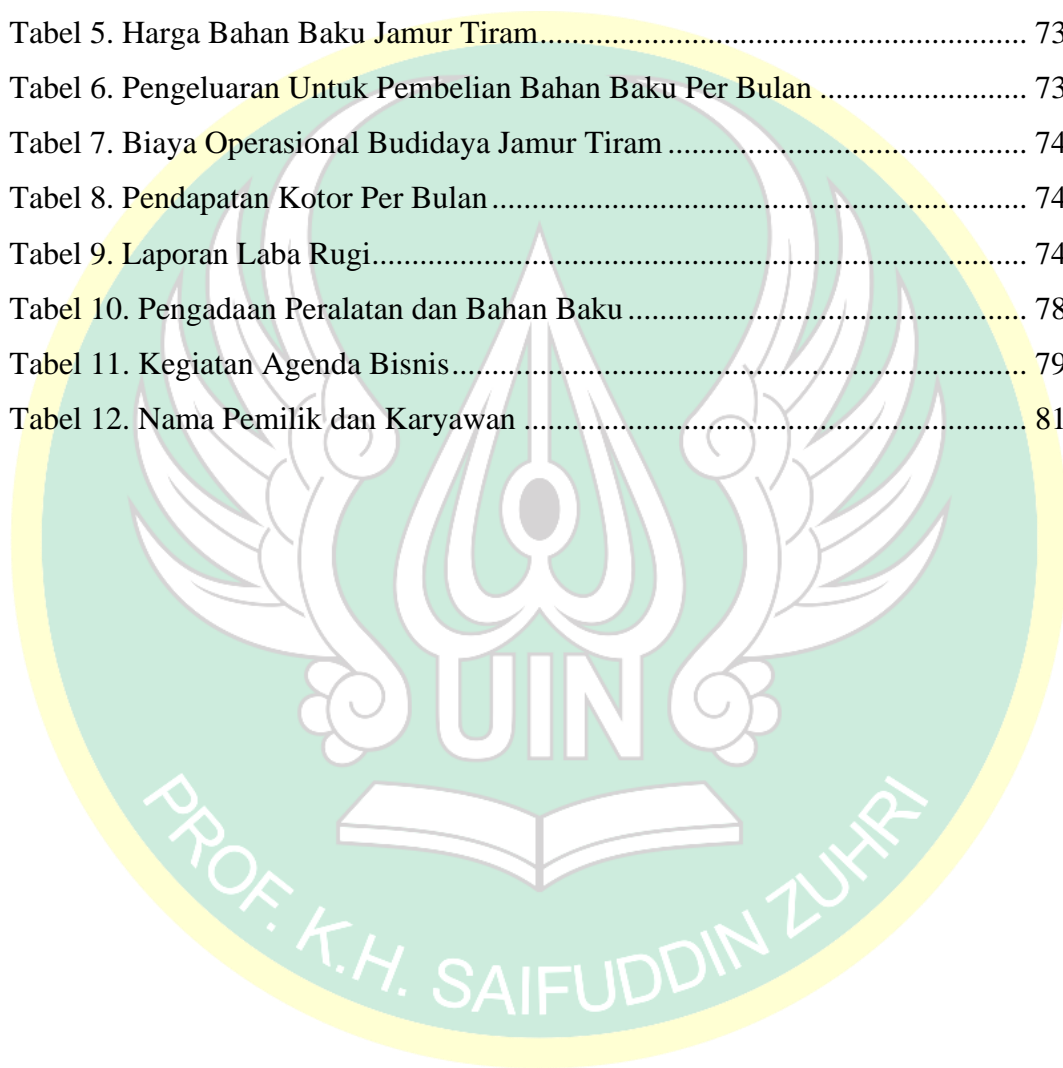 Tabel 5. Harga Bahan Baku Jamur Tiram............................................................ 73
Tabel 6. Pengeluaran Untuk Pembelian Bahan Baku Per Bulan ......................... 73
Tabel 7. Biaya Operasional Budidaya Jamur Tiram ............................................ 74
Tabel 8. Pendapatan Kotor Per Bulan .................................................................. 74
Tabel 9. Laporan Laba Rugi................................................................................. 74
Tabel 10. Pengadaan Peralatan dan Bahan Baku ................................................. 78
Tabel 11. Kegiatan Agenda Bisnis....................................................................... 79
Tabel 12. Nama Pemilik dan Karyawan .............................................................. 81
UIN
PROF. K.H. SAIFUDDIN ZUHRI